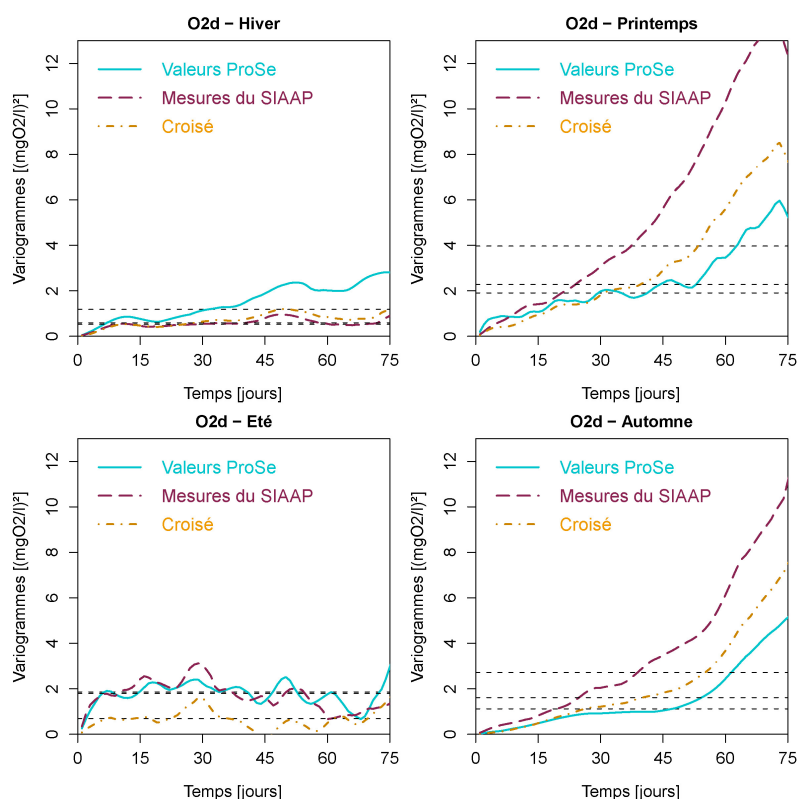 O2d − Hiver
Variogrammes [(mgO2/l)²]
12
10
8
6
4
2
0
Valeurs ProSe
Mesures du SIAAP
Croisé
0 15 30 45 60 75
Temps [jours]
O2d − Printemps
Variogrammes [(mgO2/l)²]
12
10
8
6
4
2
0
Valeurs ProSe
Mesures du SIAAP
Croisé
0 15 30 45 60 75
Temps [jours]
O2d − Eté
Variogrammes [(mgO2/l)²]
12
10
8
6
4
2
0
Valeurs ProSe
Mesures du SIAAP
Croisé
0 15 30 45 60 75
Temps [jours]
O2d − Automne
Variogrammes [(mgO2/l)²]
12
10
8
6
4
2
0
Valeurs ProSe
Mesures du SIAAP
Croisé
0 15 30 45 60 75
Temps [jours]